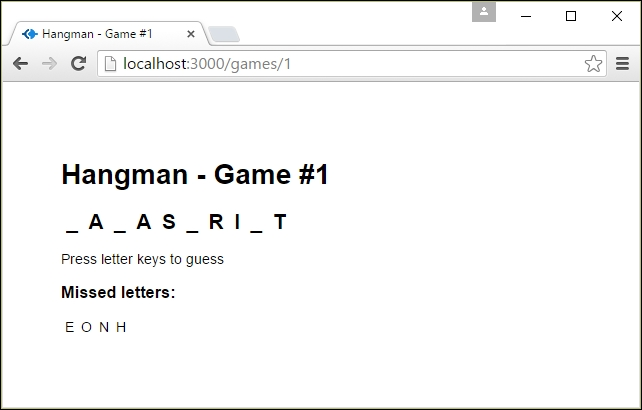 Hangman - Game #1
localhost:3000/games/1
Hangman - Game #1
_ A _ A S _ R I _ T
Press letter keys to guess
Missed letters:
E O N H